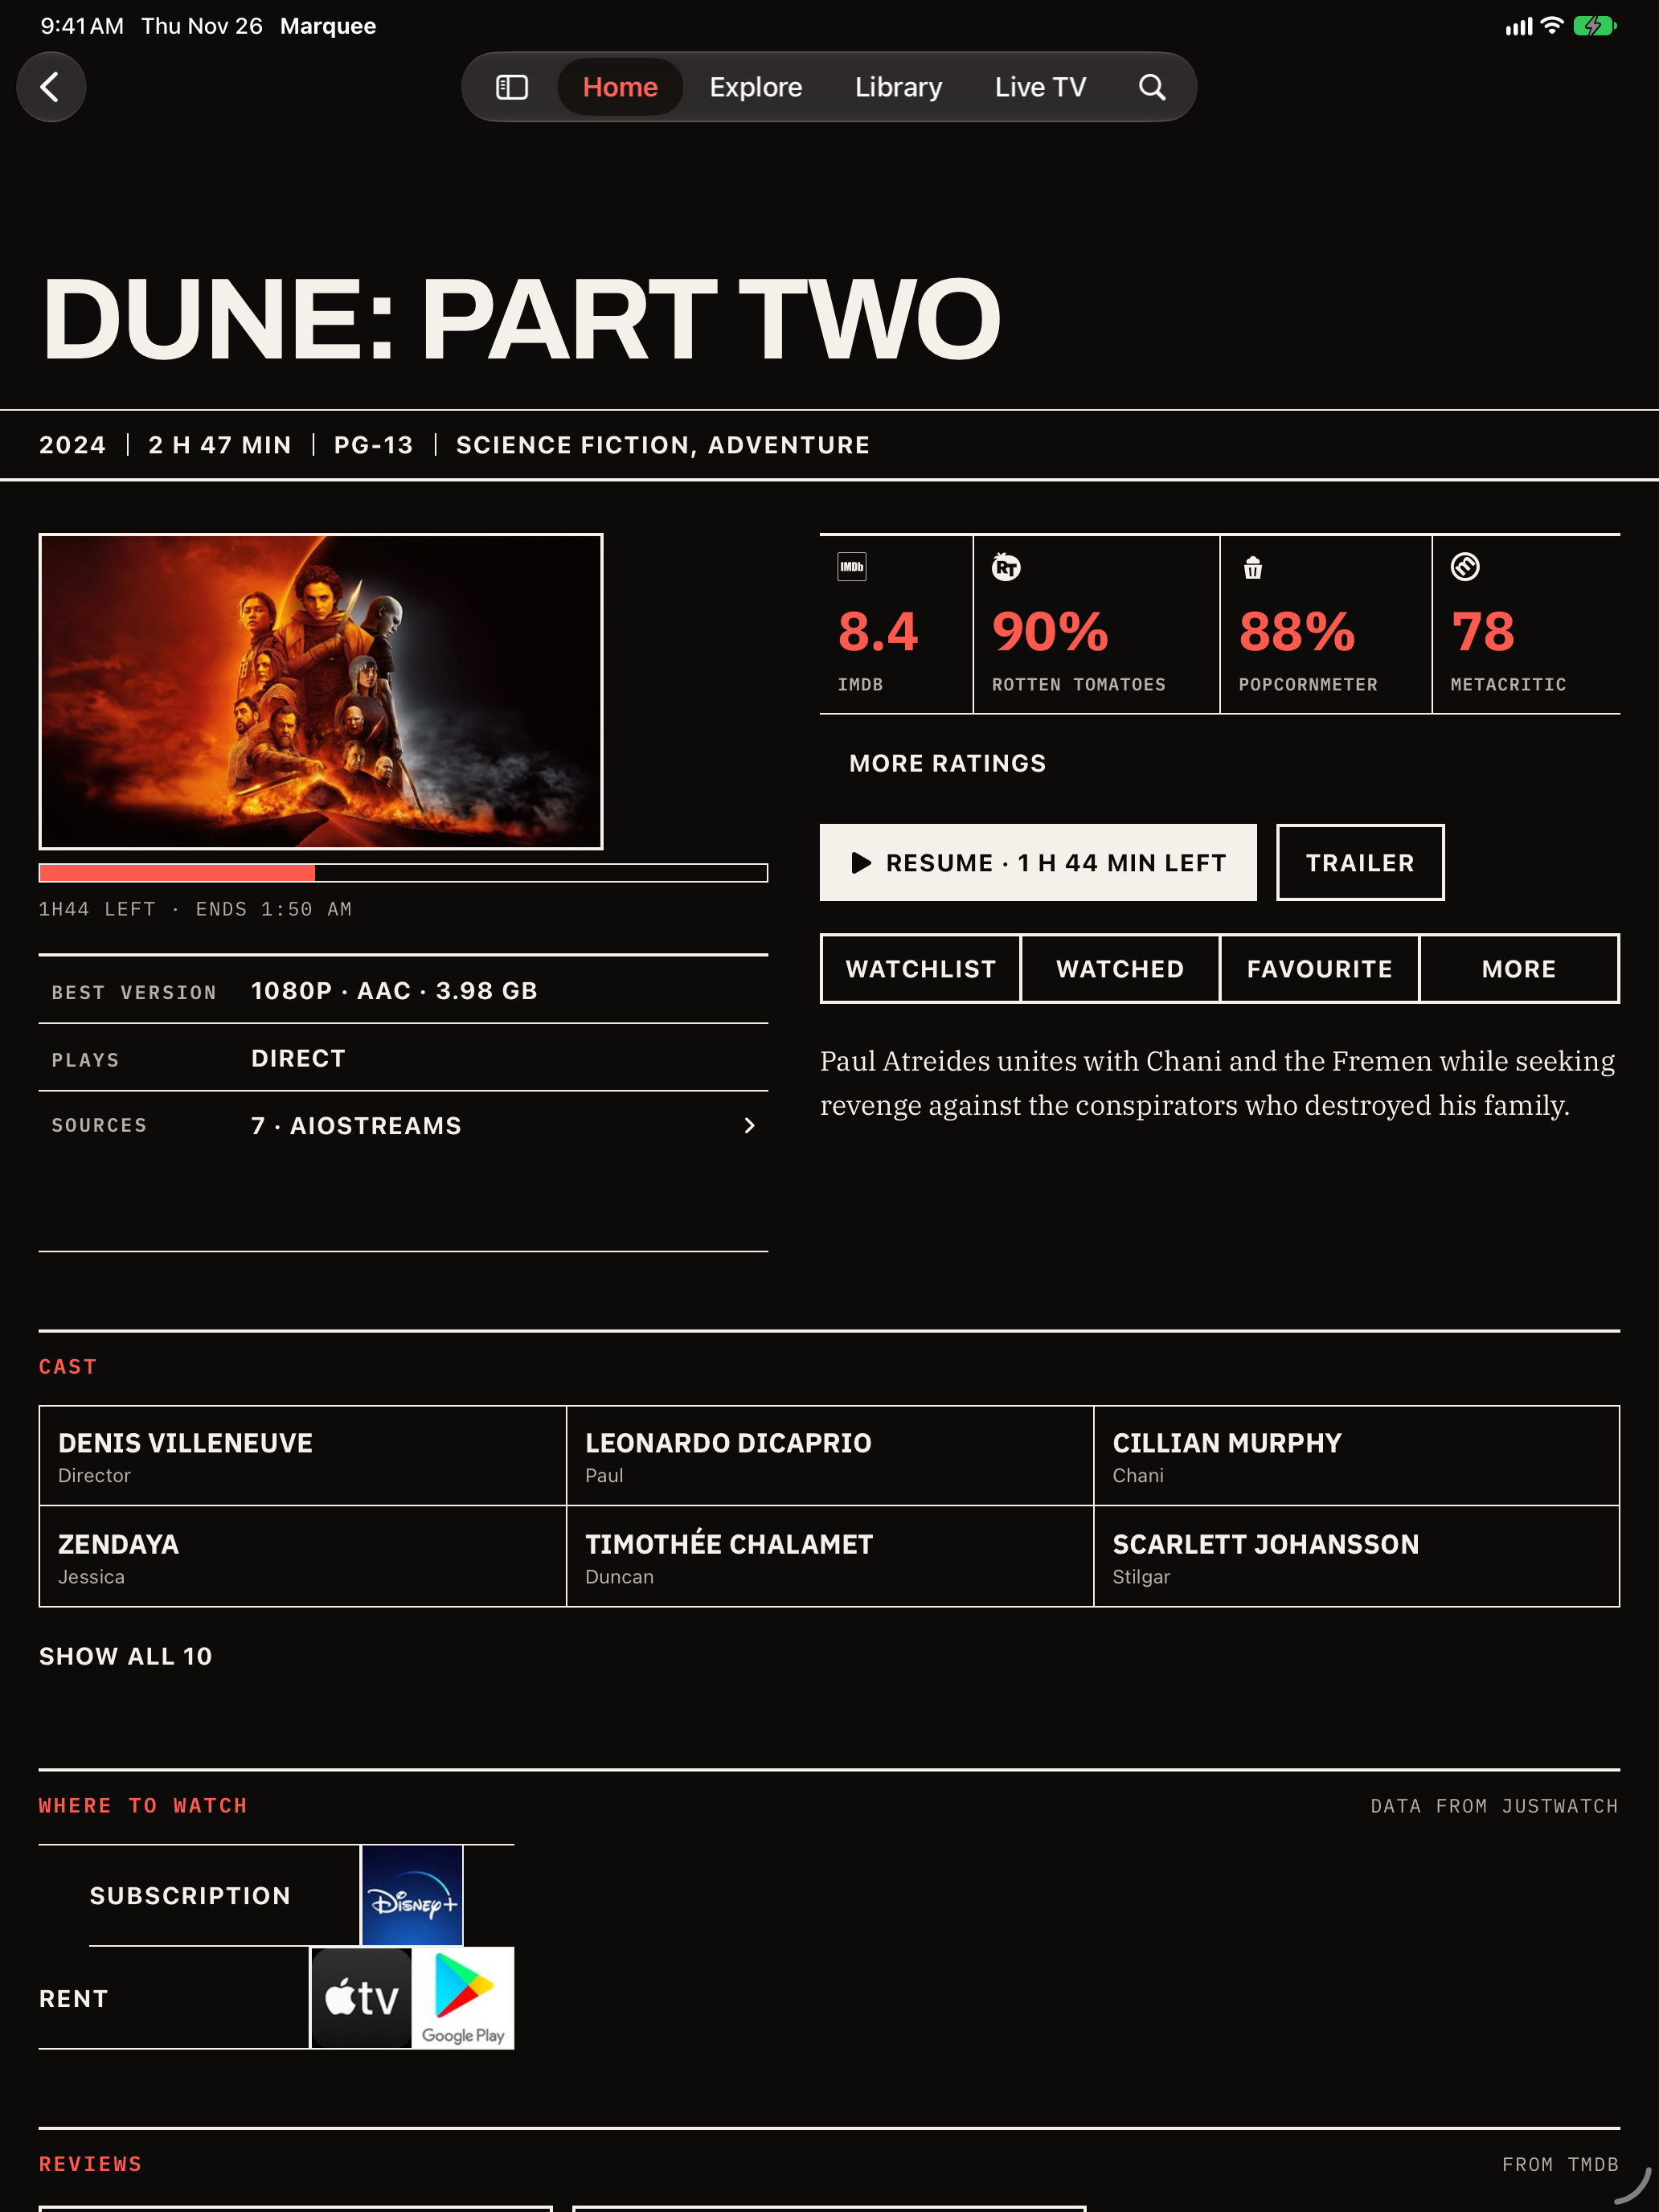 9:41 AM Thu Nov 26 Marquee
Home Explore Library Live TV
DUNE: PART TWO
2024 | 2 H 47 MIN | PG-13 | SCIENCE FICTION, ADVENTURE
1H44 LEFT · ENDS 1:50 AM
BEST VERSION 1080P · AAC · 3.98 GB
PLAYS DIRECT
SOURCES 7 · AIOSTREAMS
IMDb RT m
8.4 90% 88% 78
IMDB ROTTEN TOMATOES POPCORNMETER METACRITIC
MORE RATINGS
RESUME · 1 H 44 MIN LEFT TRAILER
WATCHLIST WATCHED FAVOURITE MORE
Paul Atreides unites with Chani and the Fremen while seeking
revenge against the conspirators who destroyed his family.
CAST
DENIS VILLENEUVE LEONARDO DICAPRIO CILLIAN MURPHY
Director Paul Chani
ZENDAYA TIMOTHÉE CHALAMET SCARLETT JOHANSSON
Jessica Duncan Stilgar
SHOW ALL 10
WHERE TO WATCH DATA FROM JUSTWATCH
SUBSCRIPTION Disney+
RENT tv Google Play
REVIEWS FROM TMDB